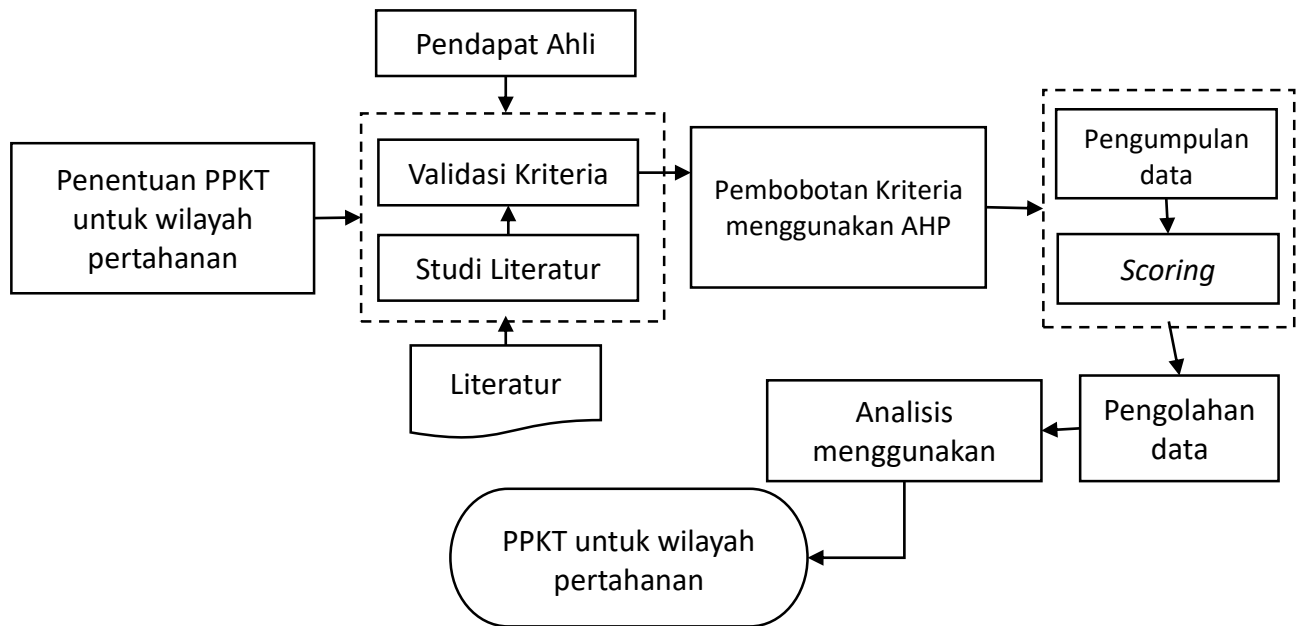 Pendapat Ahli
Penentuan PPKT
untuk wilayah
pertahanan
Validasi Kriteria
Studi Literatur
Literatur
Pembobotan Kriteria
menggunakan AHP
Pengumpulan
data
Scoring
Pengolahan
data
Analisis
menggunakan
PPKT untuk wilayah
pertahanan